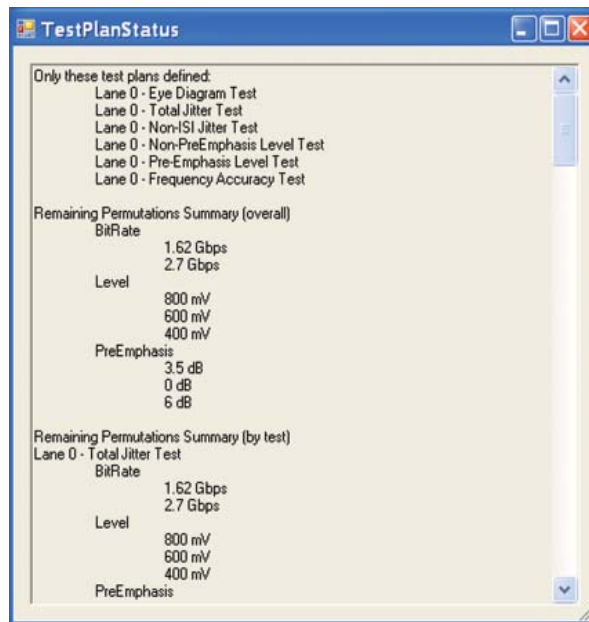 TestPlanStatus
Only these test plans defined:
Lane 0 - Eye Diagram Test
Lane 0 - Total Jitter Test
Lane 0 - Non-ISI Jitter Test
Lane 0 - Non-PreEmphasis Level Test
Lane 0 - Pre-Emphasis Level Test
Lane 0 - Frequency Accuracy Test
Remaining Permutations Summary (overall)
BitRate
1.62 Gbps
2.7 Gbps
Level
800 mV
600 mV
400 mV
PreEmphasis
3.5 dB
0 dB
6 dB
Remaining Permutations Summary (by test)
Lane 0 - Total Jitter Test
BitRate
1.62 Gbps
2.7 Gbps
Level
800 mV
600 mV
400 mV
PreEmphasis